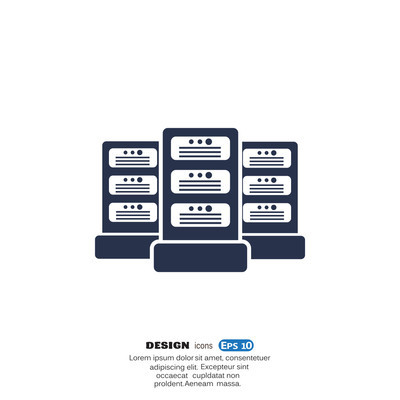 DESIGN icons EPS 10
Lorem ipsum dolor sit amet, consentetuer
adipiscing elit. Excepteur sint
occaecat cupldatat non
proldent.Aeneam massa.